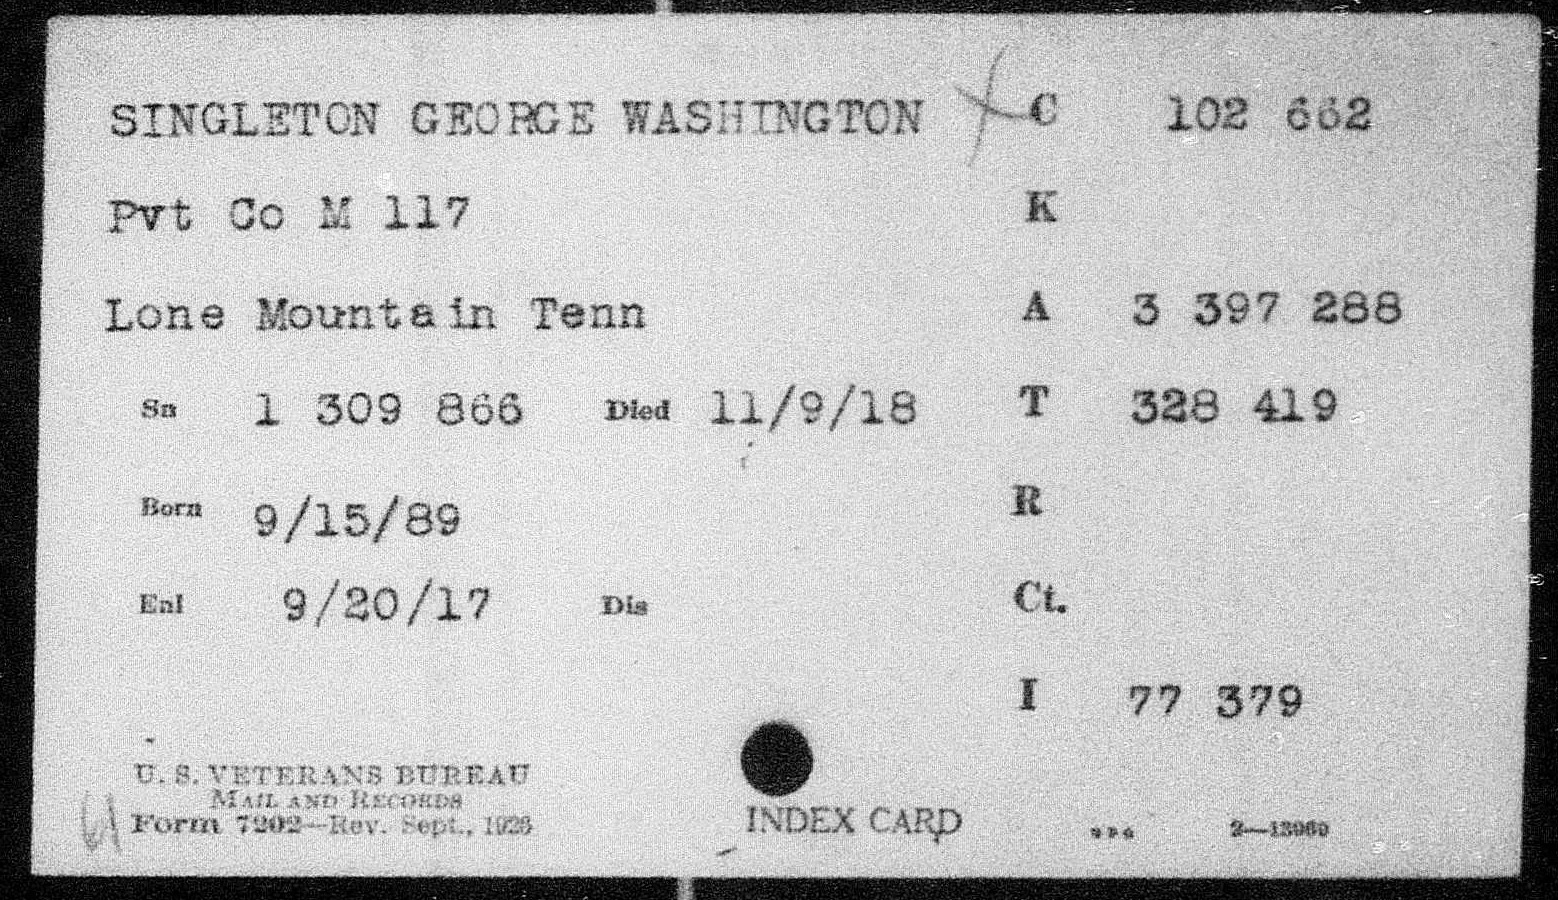 SINGLETON GEORGE WASHINGTON C 102 662
Pvt Co M 117 K
Lone Mountain Tenn A 3 397 288
Sn 1 309 866 Died 11/9/18 T 328 419
Born 9/15/89 R
Enl 9/20/17 Dis Ct.
I 77 379
U. S. VETERANS BUREAU
MAIL AND RECORDS
Form 7202—Rev. Sept., 1926
INDEX CARD